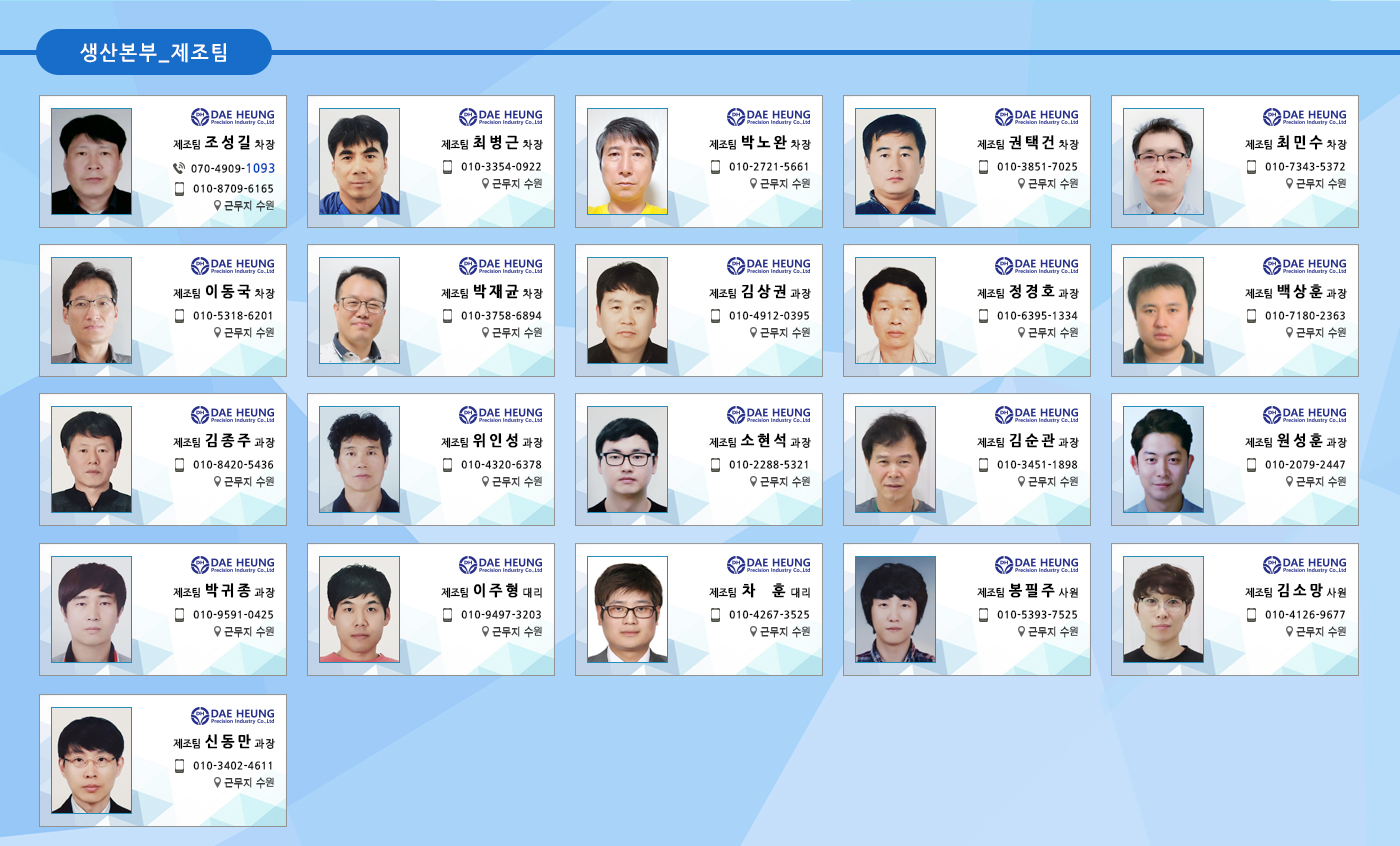 생산본부_제조팀
DAE HEUNG
Precision Industry Co.,Ltd
제조팀 조성길 차장
070-4909-1093
010-8709-6165
근무지 수원
DAE HEUNG
Precision Industry Co.,Ltd
제조팀 최병근 차장
010-3354-0922
근무지 수원
DAE HEUNG
Precision Industry Co.,Ltd
제조팀 박노완 차장
010-2721-5661
근무지 수원
DAE HEUNG
Precision Industry Co.,Ltd
제조팀 권택건 차장
010-3851-7025
근무지 수원
DAE HEUNG
Precision Industry Co.,Ltd
제조팀 최민수 차장
010-7343-5372
근무지 수원
DAE HEUNG
Precision Industry Co.,Ltd
제조팀 이동국 차장
010-5318-6201
근무지 수원
DAE HEUNG
Precision Industry Co.,Ltd
제조팀 박재균 차장
010-3758-6894
근무지 수원
DAE HEUNG
Precision Industry Co.,Ltd
제조팀 김상권 과장
010-4912-0395
근무지 수원
DAE HEUNG
Precision Industry Co.,Ltd
제조팀 정경호 과장
010-6395-1334
근무지 수원
DAE HEUNG
Precision Industry Co.,Ltd
제조팀 백상훈 과장
010-7180-2363
근무지 수원
DAE HEUNG
Precision Industry Co.,Ltd
제조팀 김종주 과장
010-8420-5436
근무지 수원
DAE HEUNG
Precision Industry Co.,Ltd
제조팀 위인성 과장
010-4320-6378
근무지 수원
DAE HEUNG
Precision Industry Co.,Ltd
제조팀 소현석 과장
010-2288-5321
근무지 수원
DAE HEUNG
Precision Industry Co.,Ltd
제조팀 김순관 과장
010-3451-1898
근무지 수원
DAE HEUNG
Precision Industry Co.,Ltd
제조팀 원성훈 과장
010-2079-2447
근무지 수원
DAE HEUNG
Precision Industry Co.,Ltd
제조팀 박귀종 과장
010-9591-0425
근무지 수원
DAE HEUNG
Precision Industry Co.,Ltd
제조팀 이주형 대리
010-9497-3203
근무지 수원
DAE HEUNG
Precision Industry Co.,Ltd
제조팀 차 훈 대리
010-4267-3525
근무지 수원
DAE HEUNG
Precision Industry Co.,Ltd
제조팀 봉필주 사원
010-5393-7525
근무지 수원
DAE HEUNG
Precision Industry Co.,Ltd
제조팀 김소망 사원
010-4126-9677
근무지 수원
DAE HEUNG
Precision Industry Co.,Ltd
제조팀 신동만 과장
010-3402-4611
근무지 수원